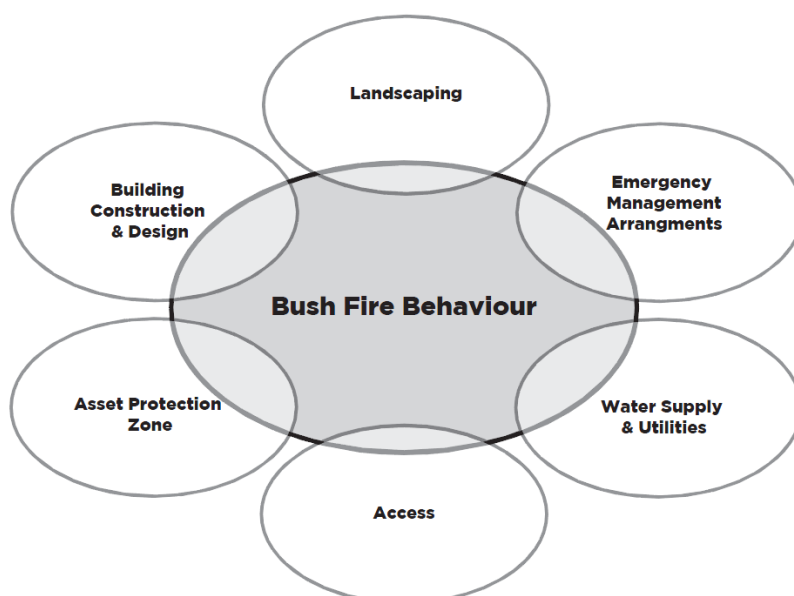 Landscaping
Building
Construction
& Design
Emergency
Management
Arrangments
Bush Fire Behaviour
Asset Protection
Zone
Water Supply
& Utilities
Access